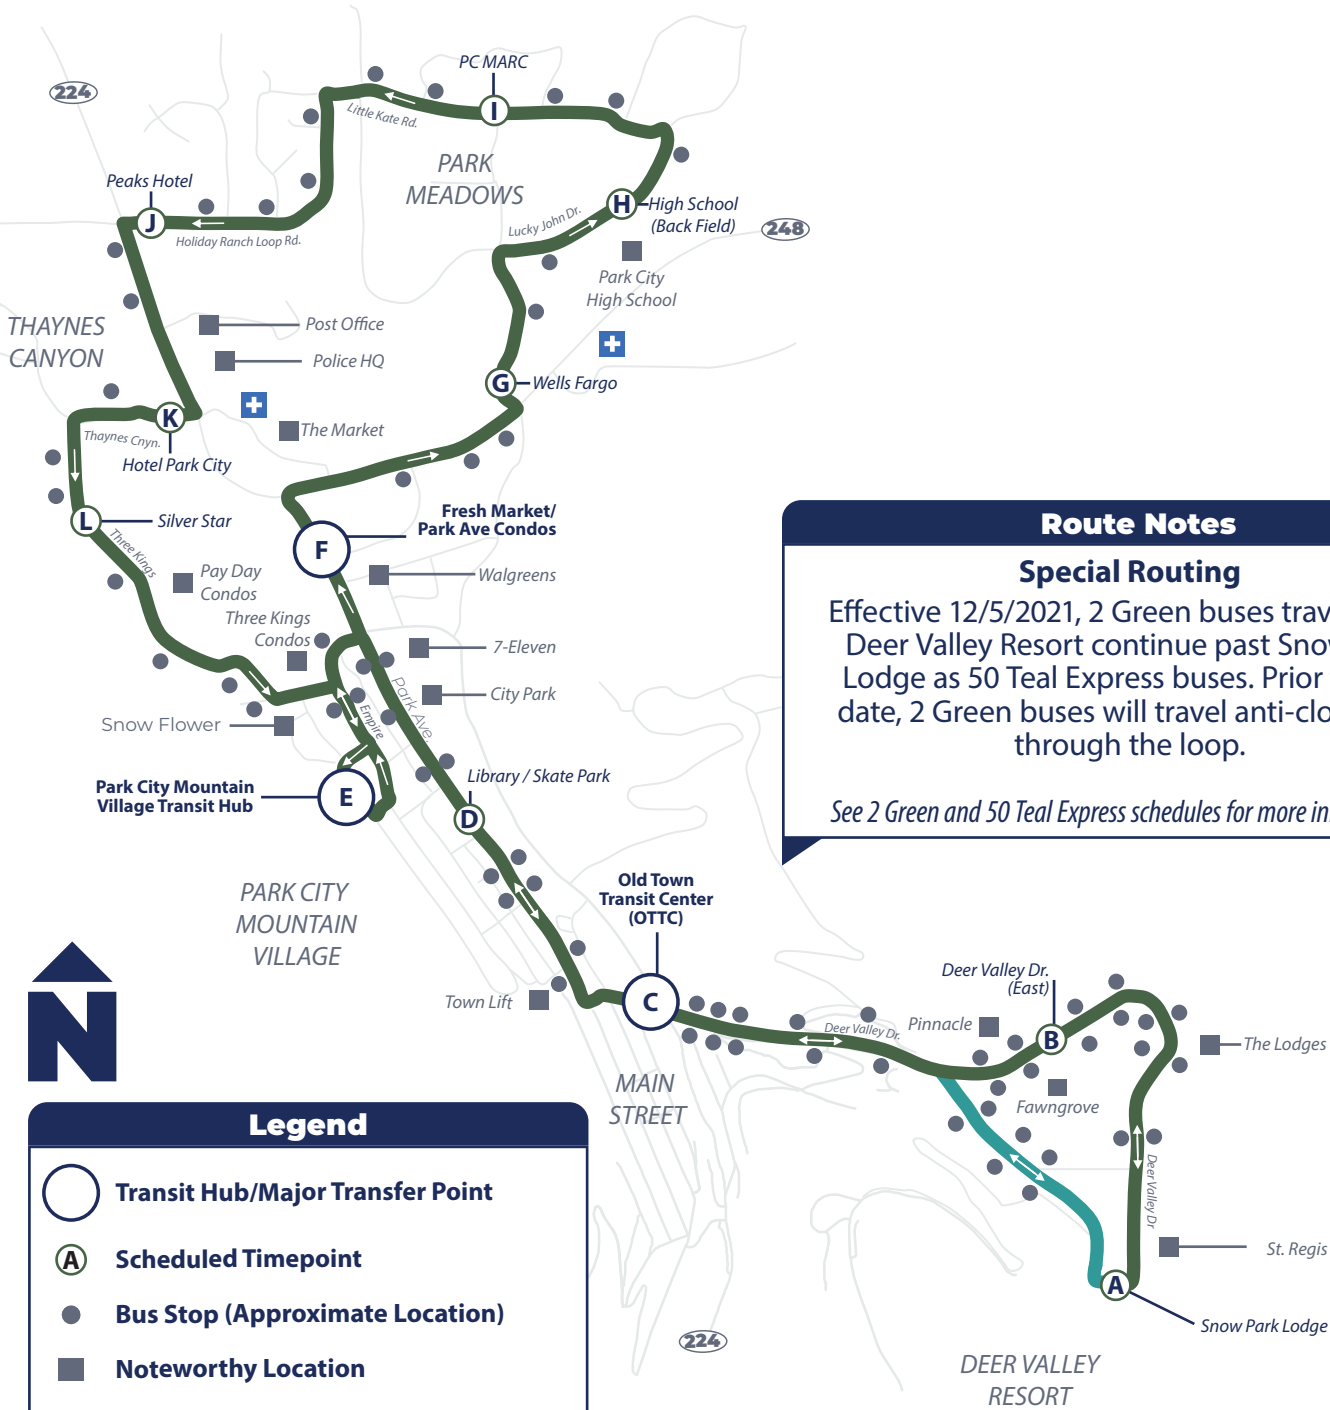 PC MARC
224
I
Little Kate Rd.
PARK
MEADOWS
Peaks Hotel
J
Holiday Ranch Loop Rd.
H
High School
(Back Field)
Lucky John Dr.
248
Park City
High School
THAYNES
CANYON
Post Office
Police HQ
G
Wells Fargo
K
Thaynes Cnyn.
The Market
Hotel Park City
L
Silver Star
Three Kings
Fresh Market/
Park Ave Condos
F
Pay Day
Condos
Walgreens
Three Kings
Condos
7-Eleven
City Park
Park Ave.
Empire
Snow Flower
Park City Mountain
Village Transit Hub
E
Library / Skate Park
D
Route Notes
Special Routing
Effective 12/5/2021, 2 Green buses trav
Deer Valley Resort continue past Snow
Lodge as 50 Teal Express buses. Prior
date, 2 Green buses will travel anti-clo
through the loop.
See 2 Green and 50 Teal Express schedules for more in
PARK CITY
MOUNTAIN
VILLAGE
Old Town
Transit Center
(OTTC)
C
Town Lift
N
Deer Valley Dr.
(East)
B
Deer Valley Dr.
Pinnacle
The Lodges
Fawngrove
MAIN
STREET
Deer Valley Dr
St. Regis
A
Snow Park Lodge
224
DEER VALLEY
RESORT
Legend
Transit Hub/Major Transfer Point
A
Scheduled Timepoint
Bus Stop (Approximate Location)
Noteworthy Location